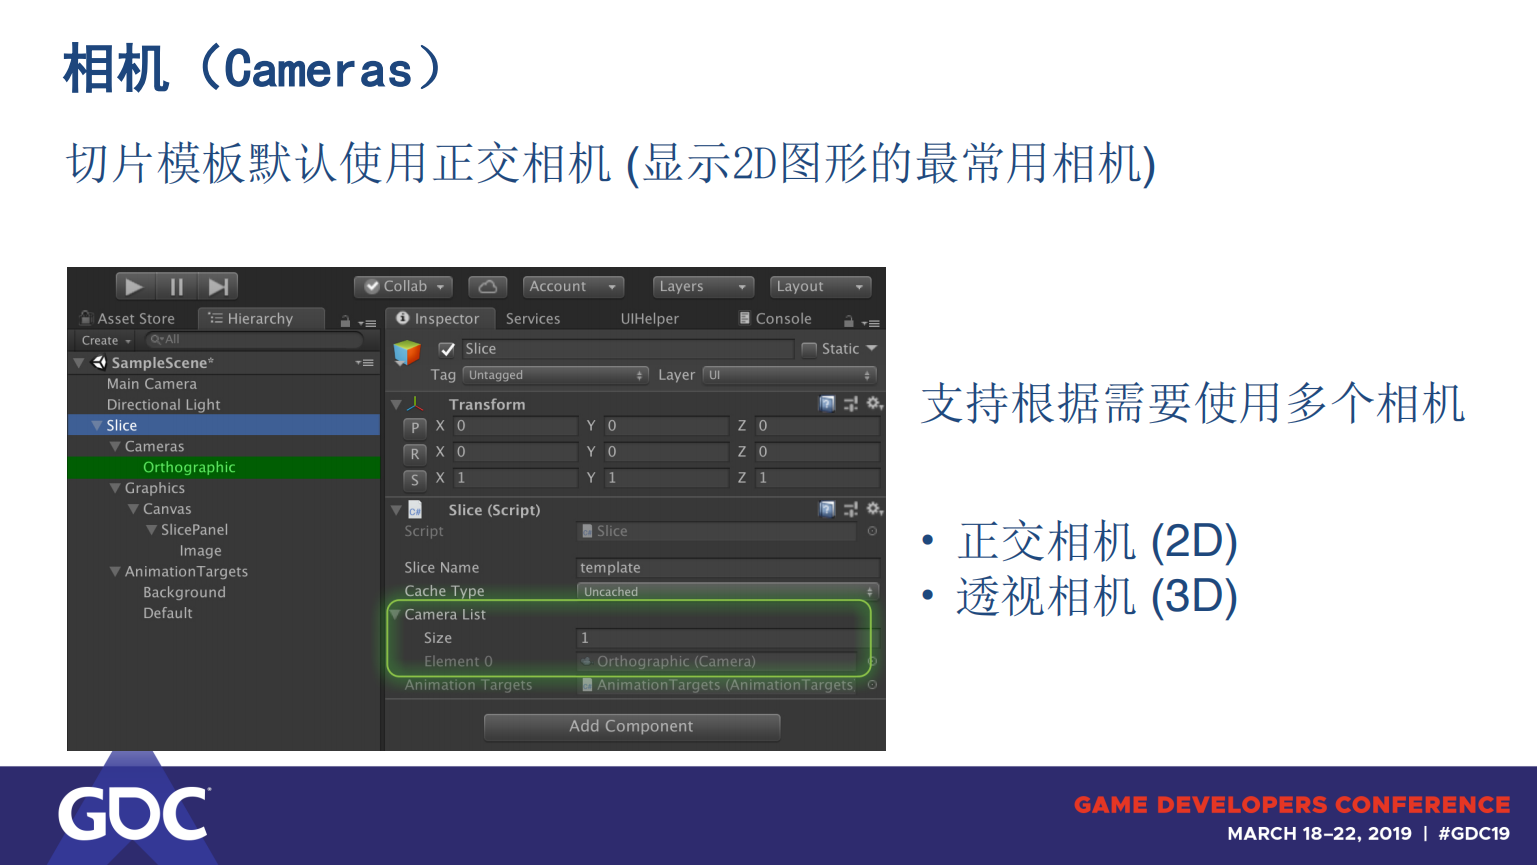 相机（Cameras）
切片模板默认使用正交相机 (显示2D图形的最常用相机)
Collab
Account
Layers
Layout
Asset Store
Hierarchy
Inspector
Services
UIHelper
Console
Create
All
SampleScene*
Main Camera
Directional Light
Slice
Cameras
Orthographic
Graphics
Canvas
SlicePanel
Image
AnimationTargets
Background
Default
Slice
Static
Tag Untagged
Layer UI
Transform
P X 0 Y 0 Z 0
R X 0 Y 0 Z 0
S X 1 Y 1 Z 1
Slice (Script)
Script Slice
Slice Name template
Cache Type Uncached
Camera List
Size 1
Element 0 Orthographic (Camera)
Animation Targets AnimationTargets (AnimationTargets
Add Component
支持根据需要使用多个相机
• 正交相机 (2D)
• 透视相机 (3D)
GDC
GAME DEVELOPERS CONFERENCE
MARCH 18–22, 2019 | #GDC19